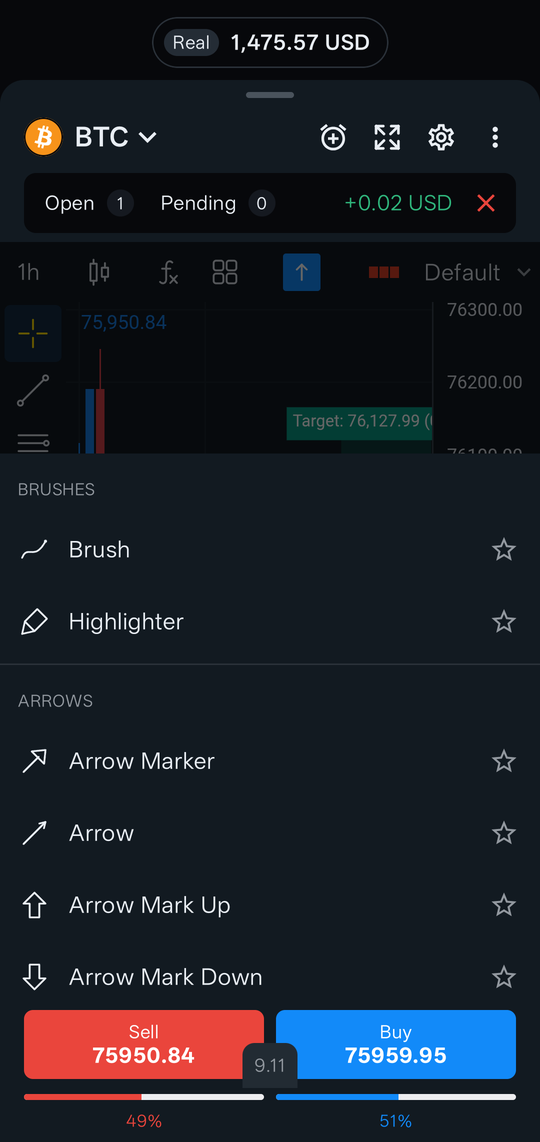 Real 1,475.57 USD
BTC
Open 1 Pending 0 +0.02 USD
1h Default
75,950.84
76300.00
76200.00
Target: 76,127.99 (
BRUSHES
Brush
Highlighter
ARROWS
Arrow Marker
Arrow
Arrow Mark Up
Arrow Mark Down
Sell Buy
75950.84 75959.95
9.11
49% 51%